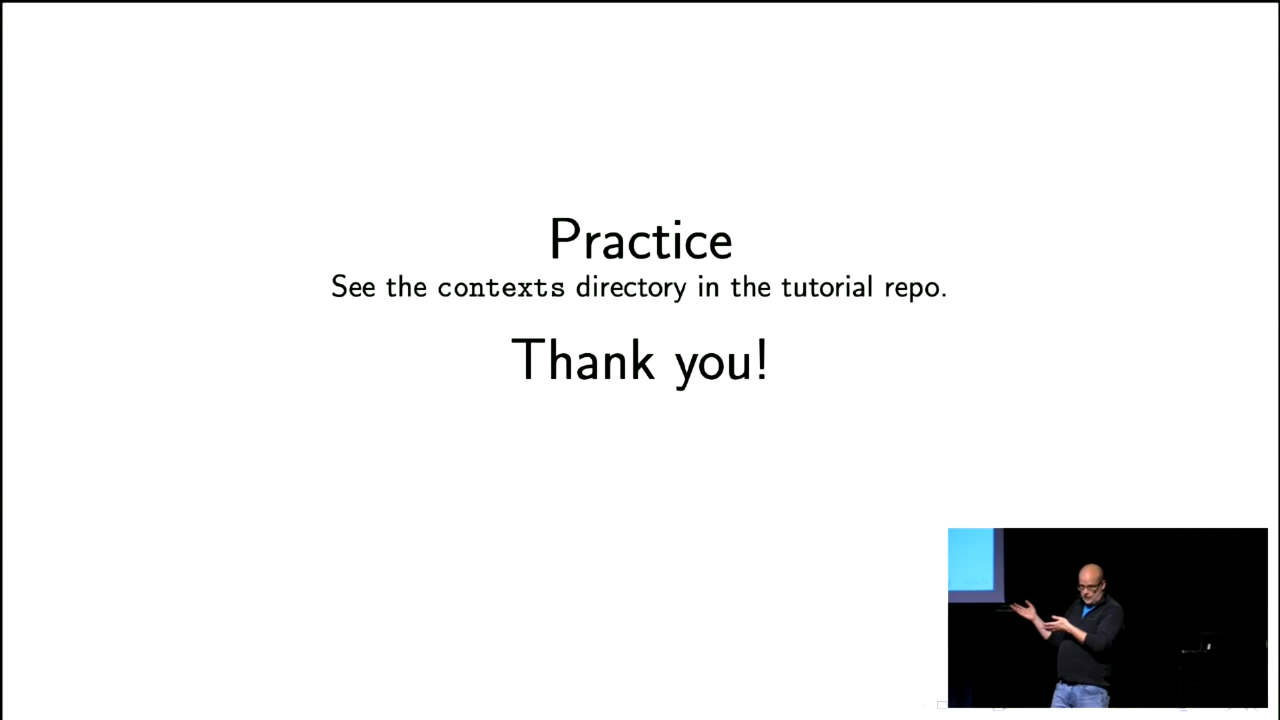 Practice
See the contexts directory in the tutorial repo.
Thank you!